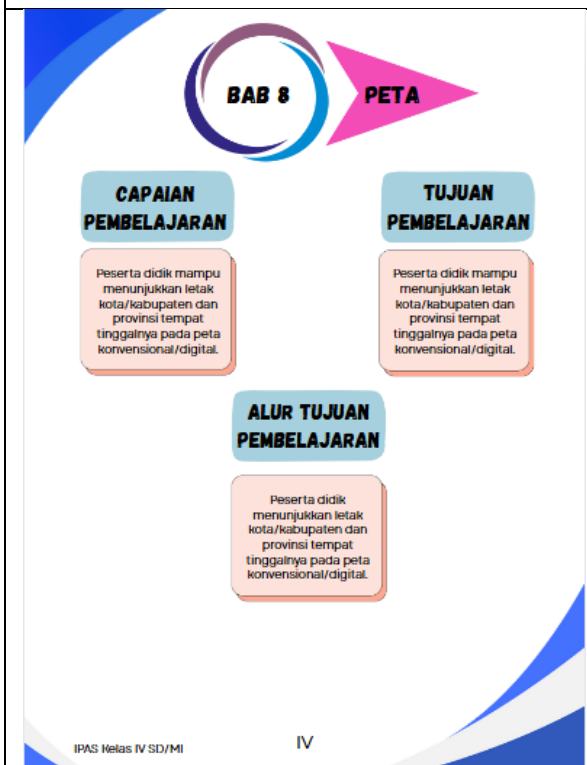 BAB 8
PETA
CAPAIAN
PEMBELAJARAN
Peserta didik mampu
menunjukkan letak
kota/kabupaten dan
provinsi tempat
tinggalnya pada peta
konvensional/digital.
TUJUAN
PEMBELAJARAN
Peserta didik mampu
menunjukkan letak
kota/kabupaten dan
provinsi tempat
tinggalnya pada peta
konvensional/digital.
ALUR TUJUAN
PEMBELAJARAN
Peserta didik
menunjukkan letak
kota/kabupaten dan
provinsi tempat
tinggalnya pada peta
konvensional/digital.
IPAS Kelas IV SD/MI
IV